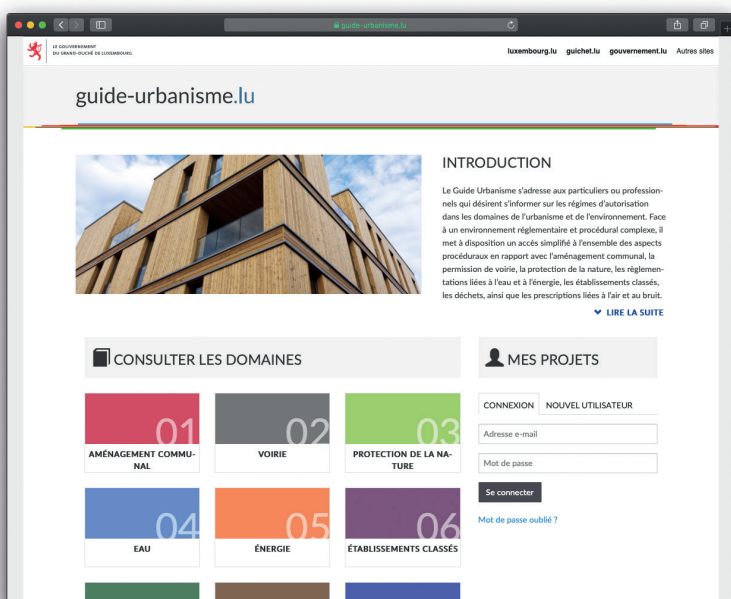 guide-urbanisme.lu
LE GOUVERNEMENT
DU GRAND-DUCHÉ DE LUXEMBOURG
luxembourg.lu guichet.lu gouvernement.lu Autres sites
guide-urbanisme.lu
INTRODUCTION
Le Guide Urbanisme s'adresse aux particuliers ou profession-
nels qui désirent s'informer sur les régimes d'autorisation
dans les domaines de l'urbanisme et de l'environnement. Face
à un environnement réglementaire et procédural complexe, il
met à disposition un accès simplifié à l'ensemble des aspects
procéduraux en rapport avec l'aménagement communal, la
permission de voirie, la protection de la nature, les règlemen-
tations liées à l'eau et à l'énergie, les établissements classés,
les déchets, ainsi que les prescriptions liées à l'air et au bruit.
LIRE LA SUITE
CONSULTER LES DOMAINES
01
AMÉNAGEMENT COMMU-
NAL
02
VOIRIE
03
PROTECTION DE LA NA-
TURE
04
EAU
05
ÉNERGIE
06
ÉTABLISSEMENTS CLASSÉS
MES PROJETS
CONNEXION NOUVEL UTILISATEUR
Adresse e-mail
Mot de passe
Se connecter
Mot de passe oublié ?